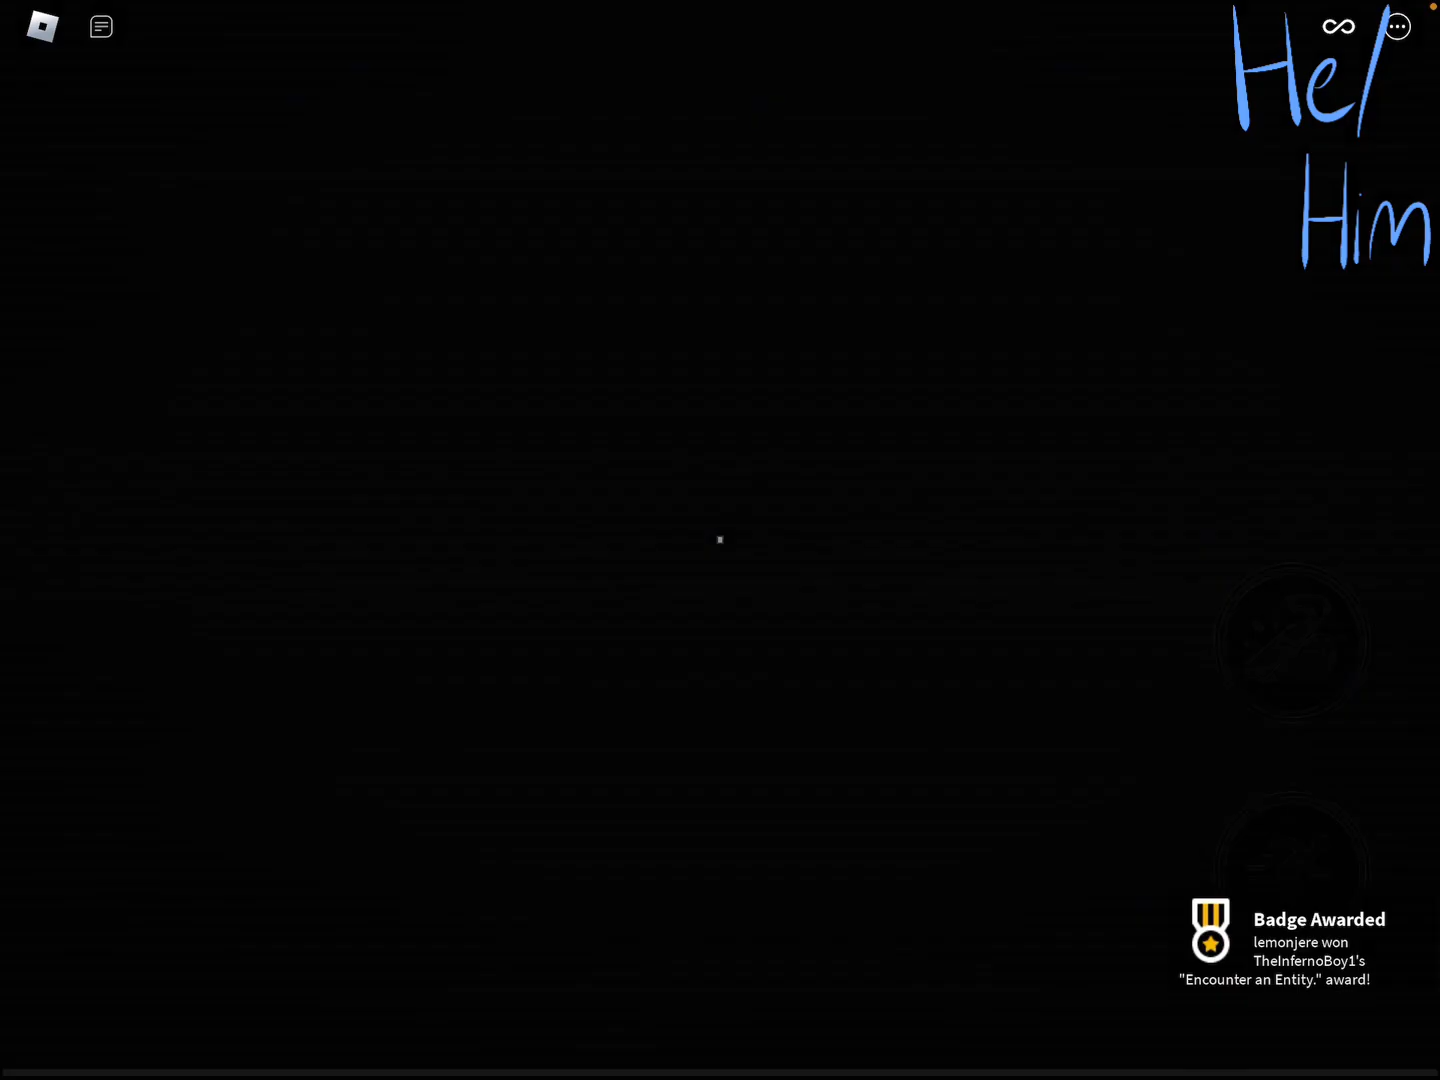 He/
Him
Badge Awarded
lemonjere won
TheInfernoBoy1's
"Encounter an Entity." award!